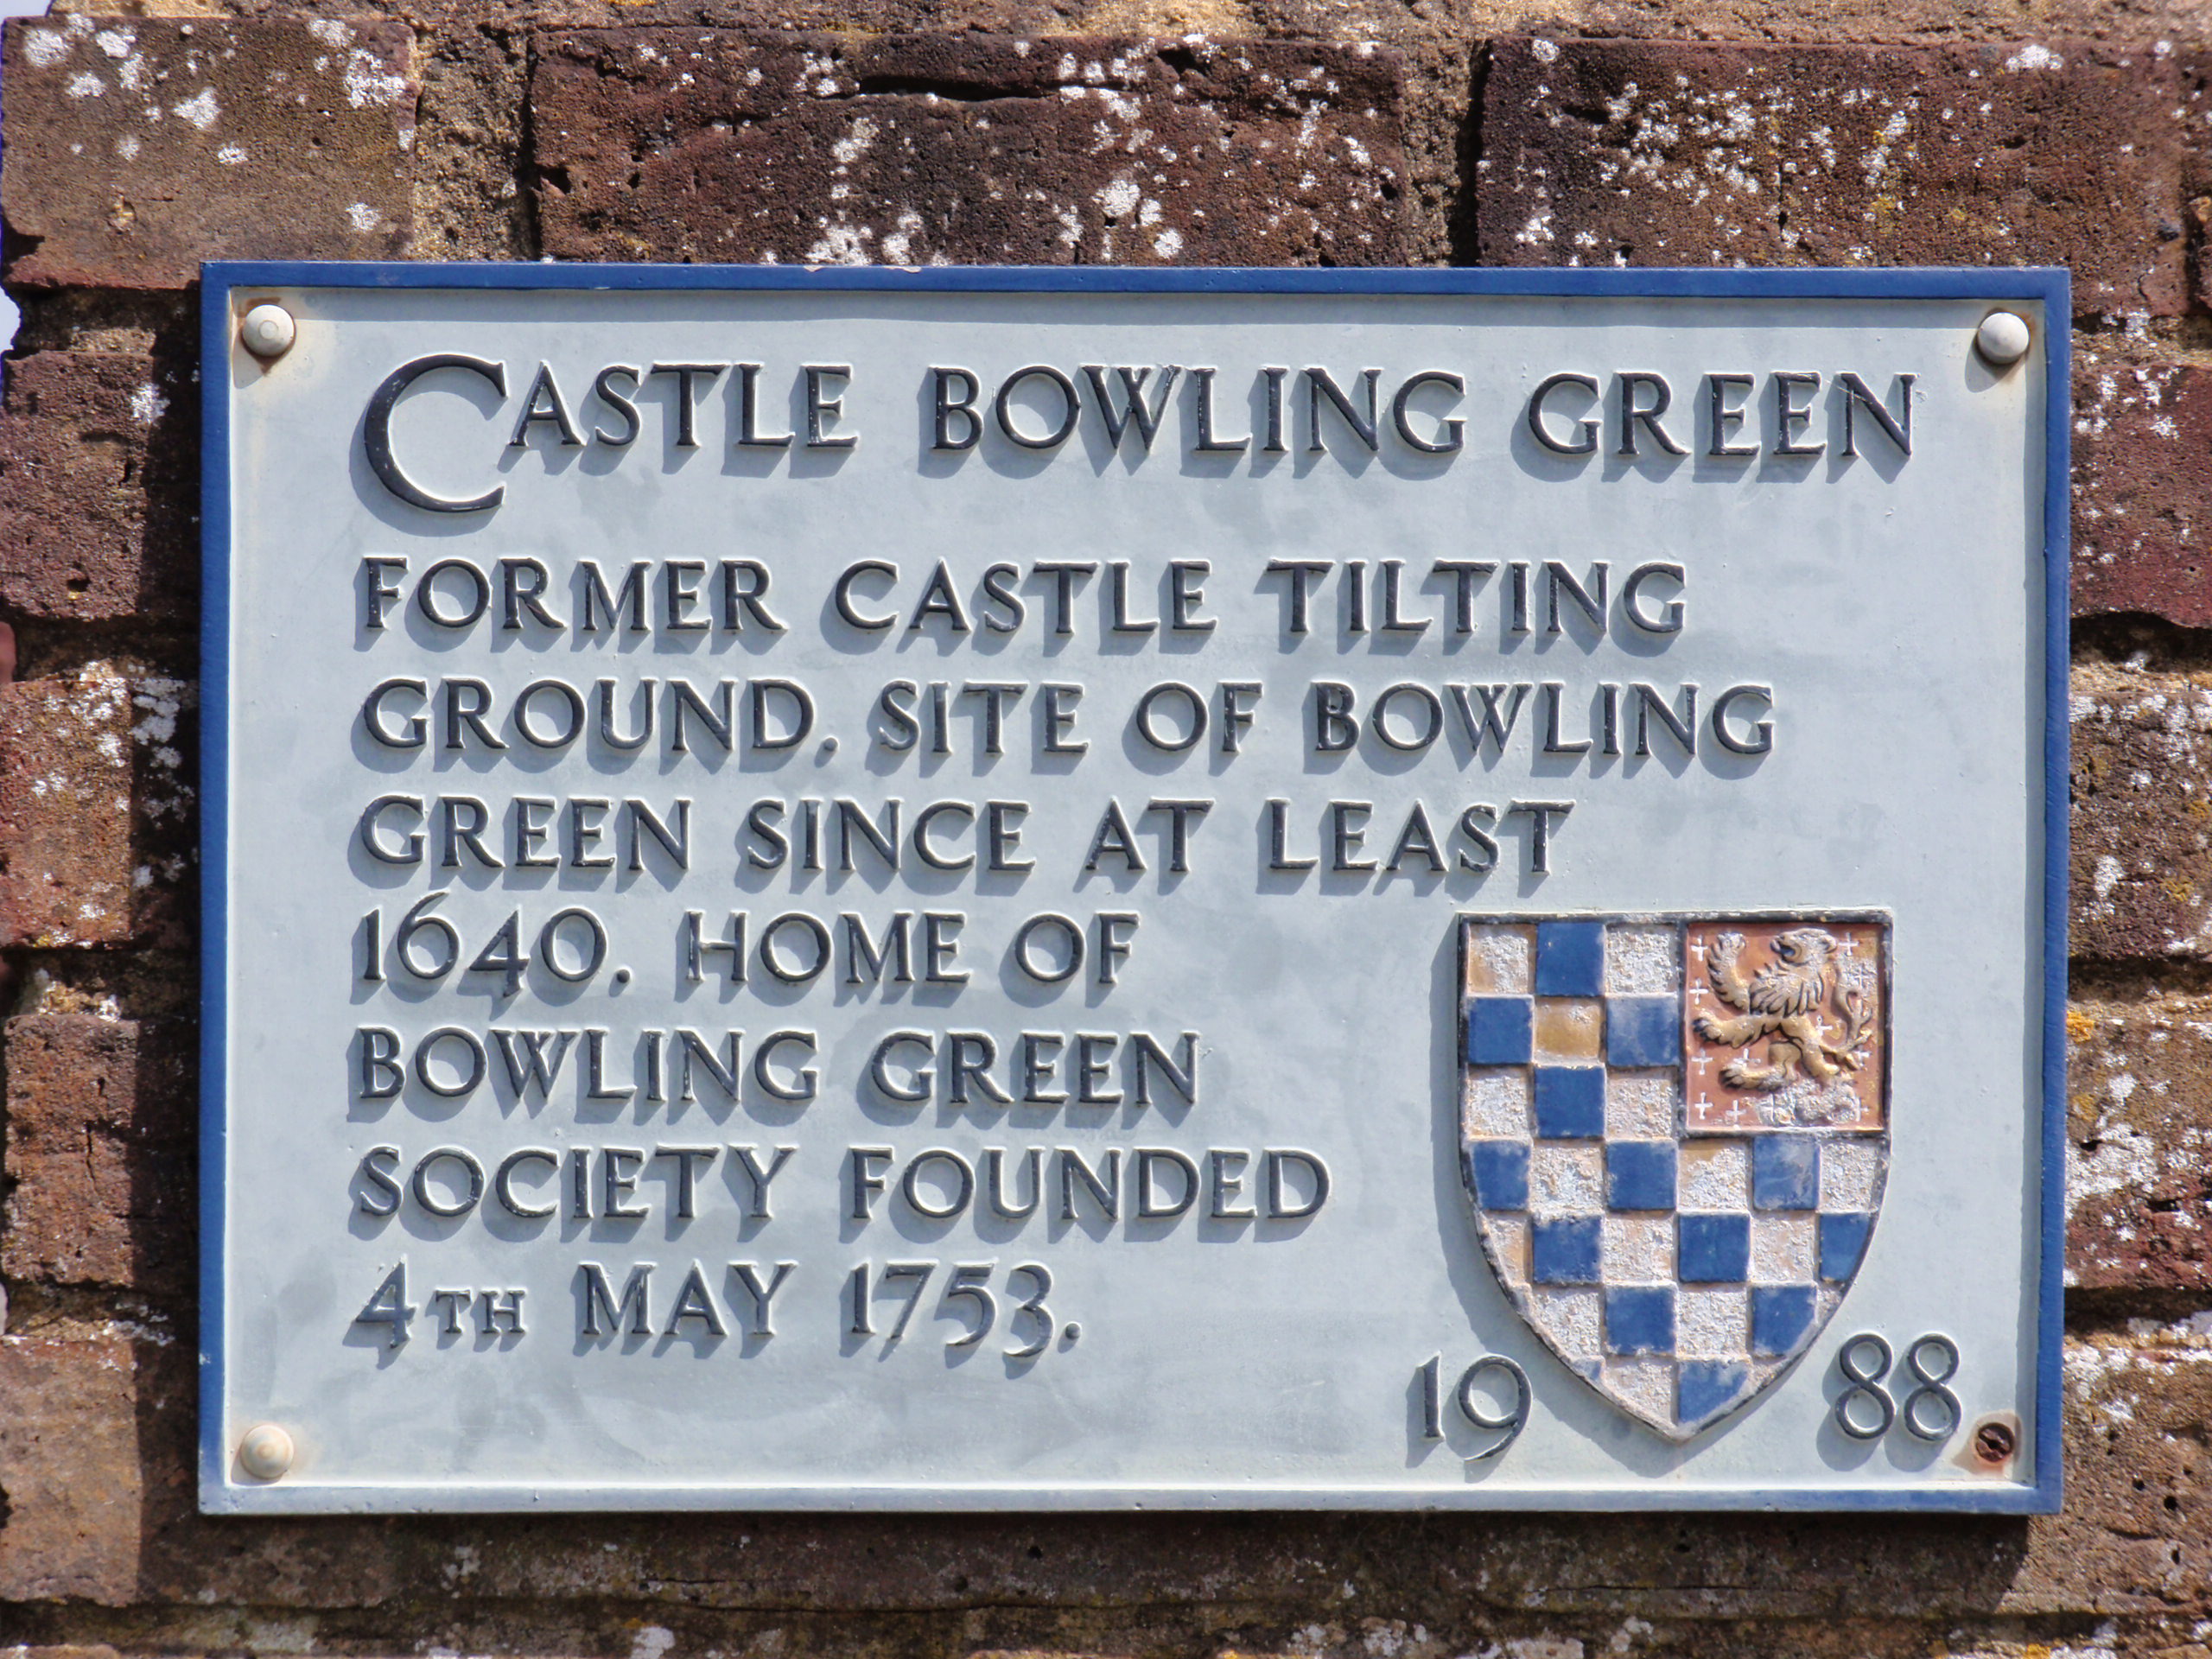 CASTLE BOWLING GREEN
FORMER CASTLE TILTING
GROUND. SITE OF BOWLING
GREEN SINCE AT LEAST
1640. HOME OF
BOWLING GREEN
SOCIETY FOUNDED
4TH MAY 1753.
19 88